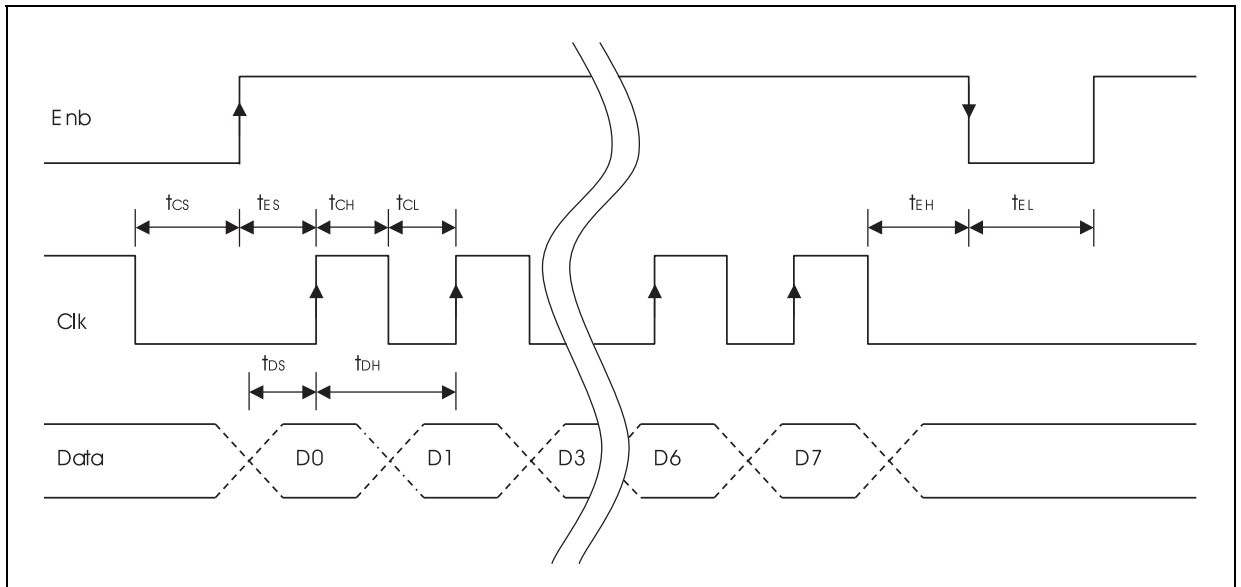 Enb
tCS tES tCH tCL tEH tEL
Clk
tDS tDH
Data D0 D1 D3 D6 D7